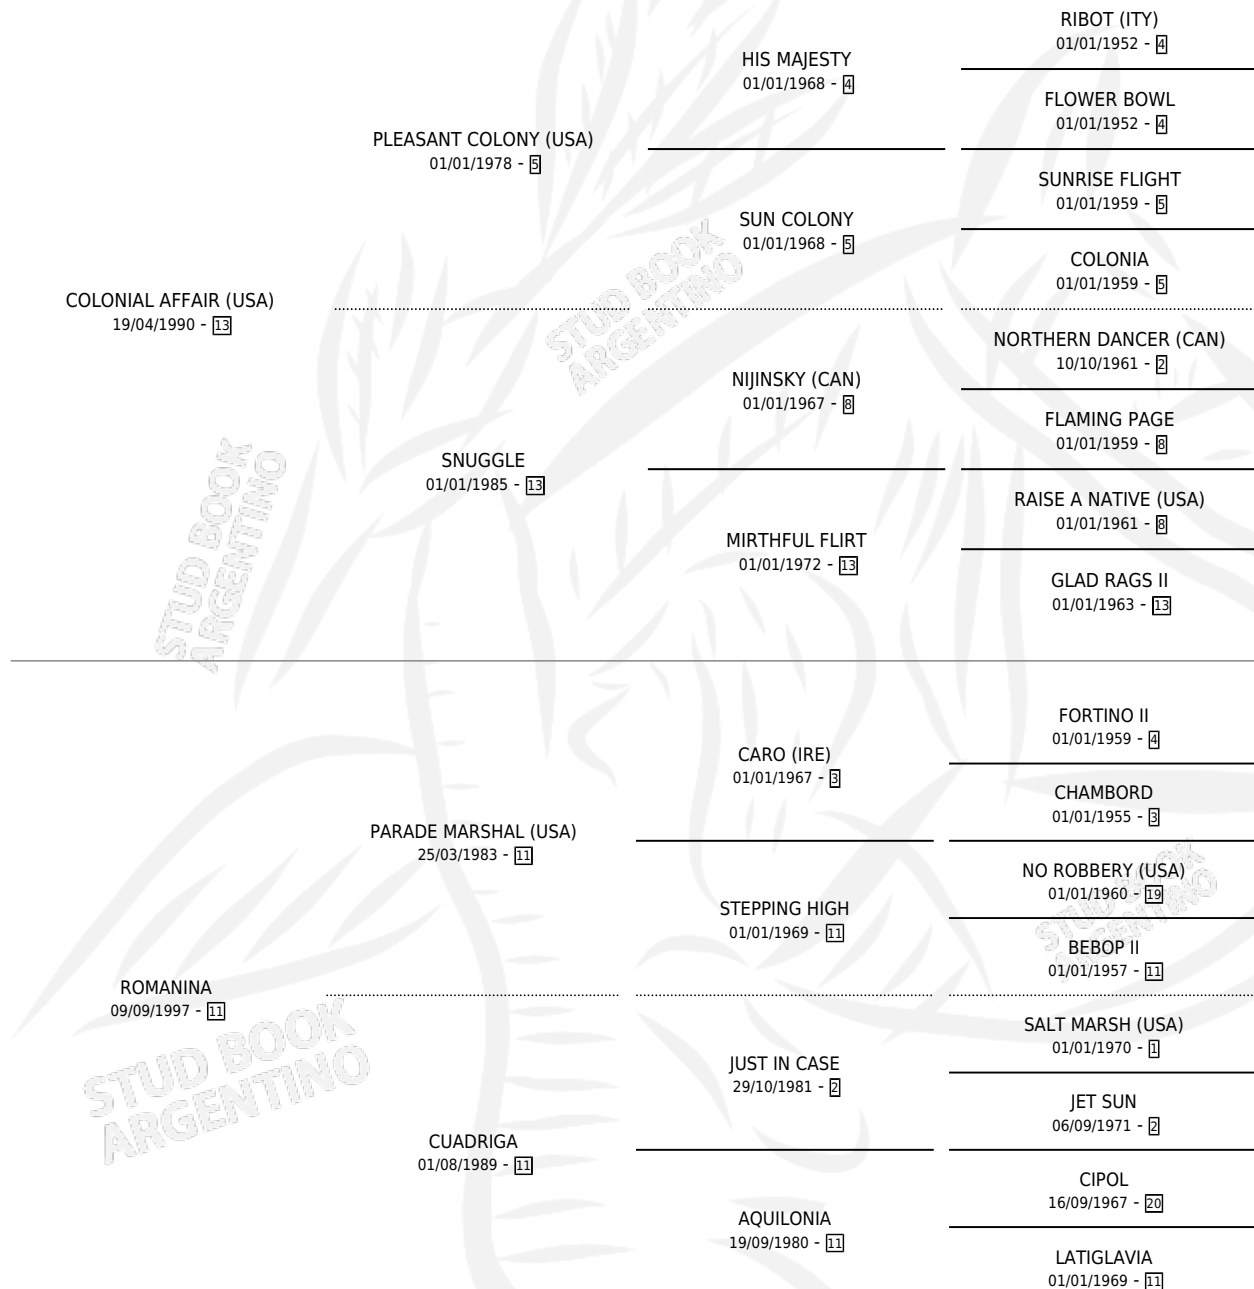 RIBOT (ITY)
01/01/1952 - 4
HIS MAJESTY
01/01/1968 - 4
FLOWER BOWL
01/01/1952 - 4
PLEASANT COLONY (USA)
01/01/1978 - 5
SUNRISE FLIGHT
01/01/1959 - 5
SUN COLONY
01/01/1968 - 5
COLONIA
01/01/1959 - 5
COLONIAL AFFAIR (USA)
19/04/1990 - 13
NORTHERN DANCER (CAN)
10/10/1961 - 2
NIJINSKY (CAN)
01/01/1967 - 8
FLAMING PAGE
01/01/1959 - 8
SNUGGLE
01/01/1985 - 13
RAISE A NATIVE (USA)
01/01/1961 - 8
MIRTHFUL FLIRT
01/01/1972 - 13
GLAD RAGS II
01/01/1963 - 13
FORTINO II
01/01/1959 - 4
CARO (IRE)
01/01/1967 - 3
CHAMBORD
01/01/1955 - 3
PARADE MARSHAL (USA)
25/03/1983 - 11
NO ROBBERY (USA)
01/01/1960 - 19
STEPPING HIGH
01/01/1969 - 11
BEBOP II
01/01/1957 - 11
ROMANINA
09/09/1997 - 11
SALT MARSH (USA)
01/01/1970 - 1
JUST IN CASE
29/10/1981 - 2
JET SUN
06/09/1971 - 2
CUADRIGA
01/08/1989 - 11
CIPOL
16/09/1967 - 20
AQUILONIA
19/09/1980 - 11
LATIGLAVIA
01/01/1969 - 11
STUD BOOK
ARGENTINO
STUD BOOK
ARGENTINO
STUD BOOK
ARGENTINO
STUD BOOK
ARGENTINO